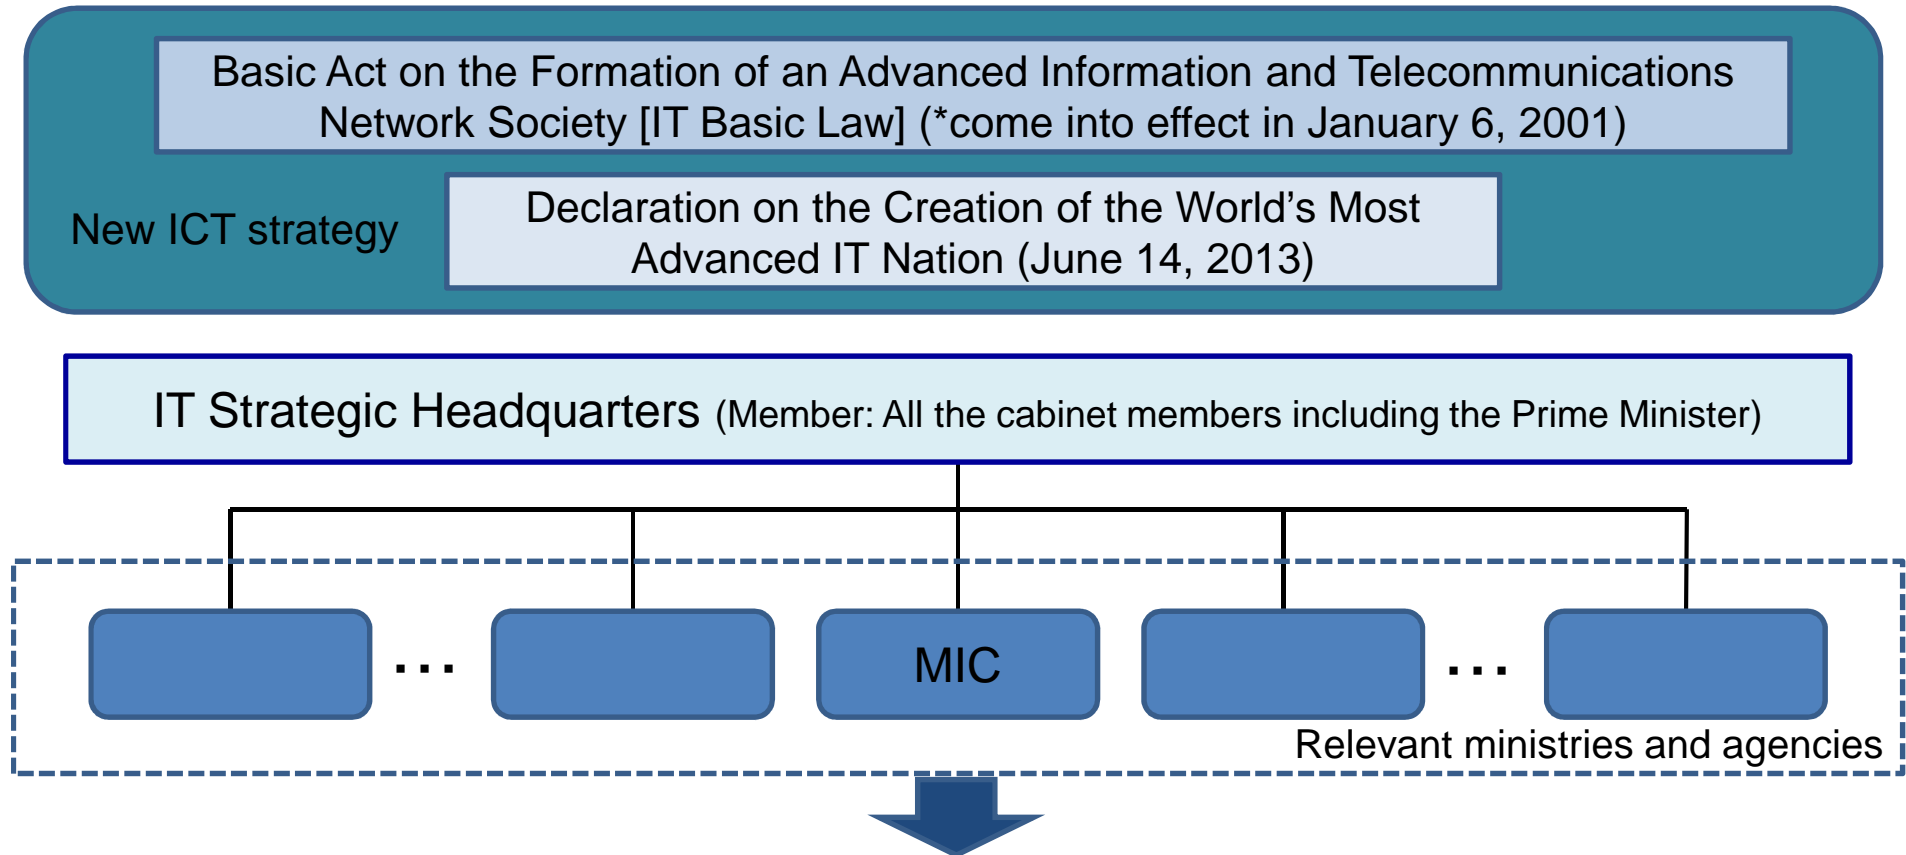 Basic Act on the Formation of an Advanced Information and Telecommunications
Network Society [IT Basic Law] (*come into effect in January 6, 2001)
New ICT strategy
Declaration on the Creation of the World’s Most
Advanced IT Nation (June 14, 2013)
IT Strategic Headquarters (Member: All the cabinet members including the Prime Minister)
...
MIC
...
Relevant ministries and agencies